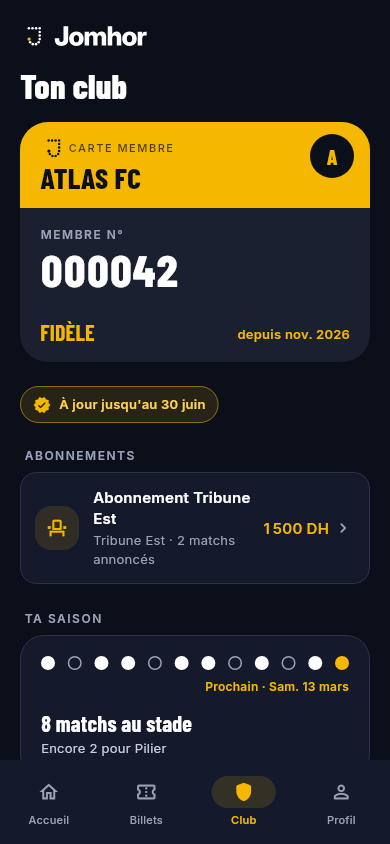 Jomhor
Ton club
CARTE MEMBRE
ATLAS FC
A
MEMBRE N°
000042
FIDÈLE
depuis nov. 2026
À jour jusqu'au 30 juin
ABONNEMENTS
Abonnement Tribune
Est
Tribune Est · 2 matchs
annoncés
1 500 DH
TA SAISON
Prochain · Sam. 13 mars
8 matchs au stade
Encore 2 pour Pilier
Accueil
Billets
Club
Profil